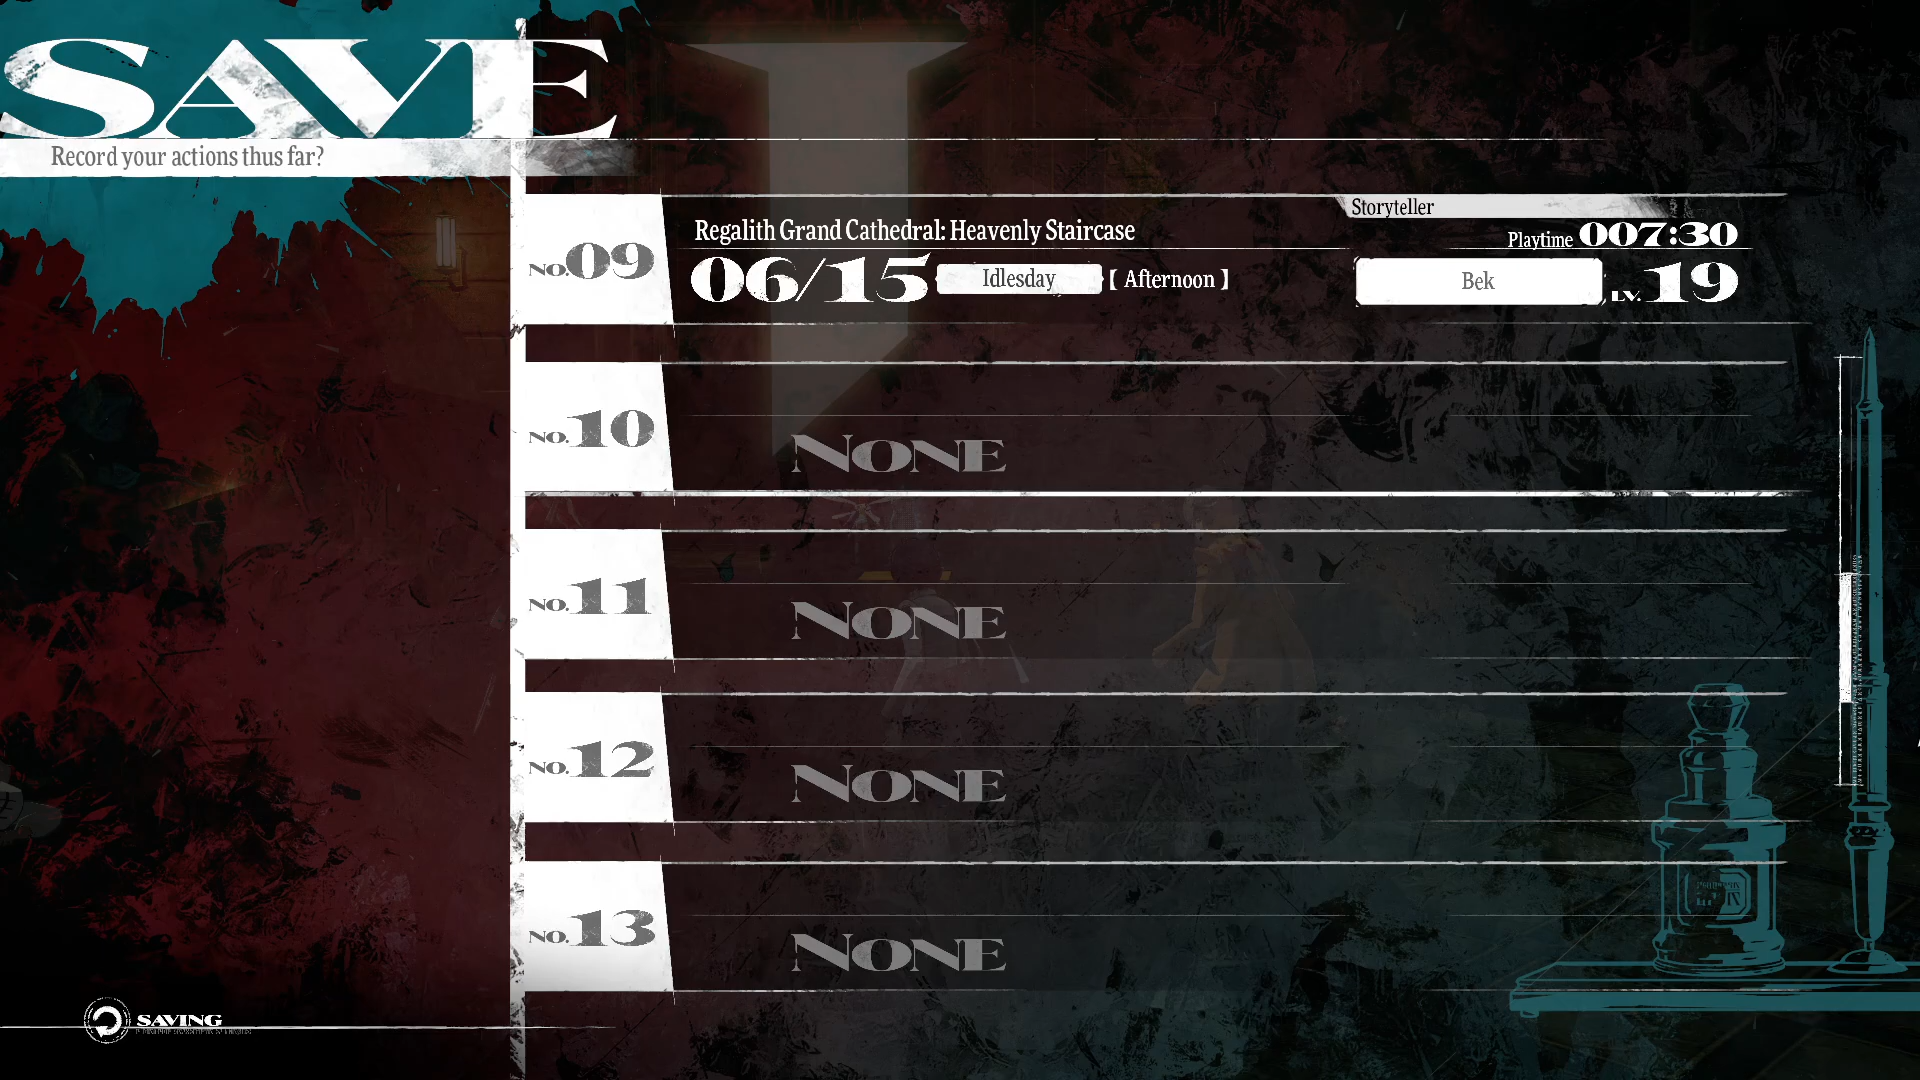 SAVE
Record your actions thus far?
NO.09
Regalith Grand Cathedral: Heavenly Staircase
06/15 Idlesday 【 Afternoon 】
Storyteller
Playtime 007:30
Bek LV.19
NO.10
NONE
NO.11
NONE
NO.12
NONE
NO.13
NONE
SAVING